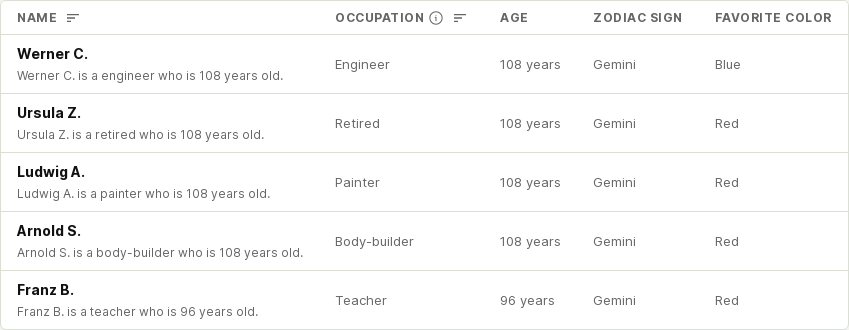 NAME OCCUPATION AGE ZODIAC SIGN FAVORITE COLOR
Werner C.
Werner C. is a engineer who is 108 years old.
Engineer 108 years Gemini Blue
Ursula Z.
Ursula Z. is a retired who is 108 years old.
Retired 108 years Gemini Red
Ludwig A.
Ludwig A. is a painter who is 108 years old.
Painter 108 years Gemini Red
Arnold S.
Arnold S. is a body-builder who is 108 years old.
Body-builder 108 years Gemini Red
Franz B.
Franz B. is a teacher who is 96 years old.
Teacher 96 years Gemini Red